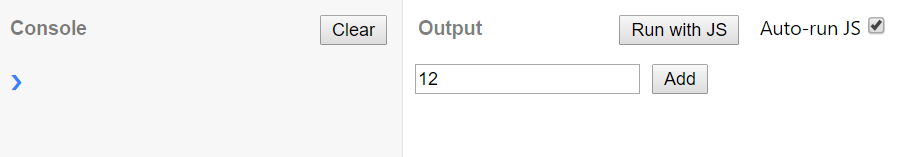 Console Clear Output Run with JS Auto-run JS
❯
12 Add